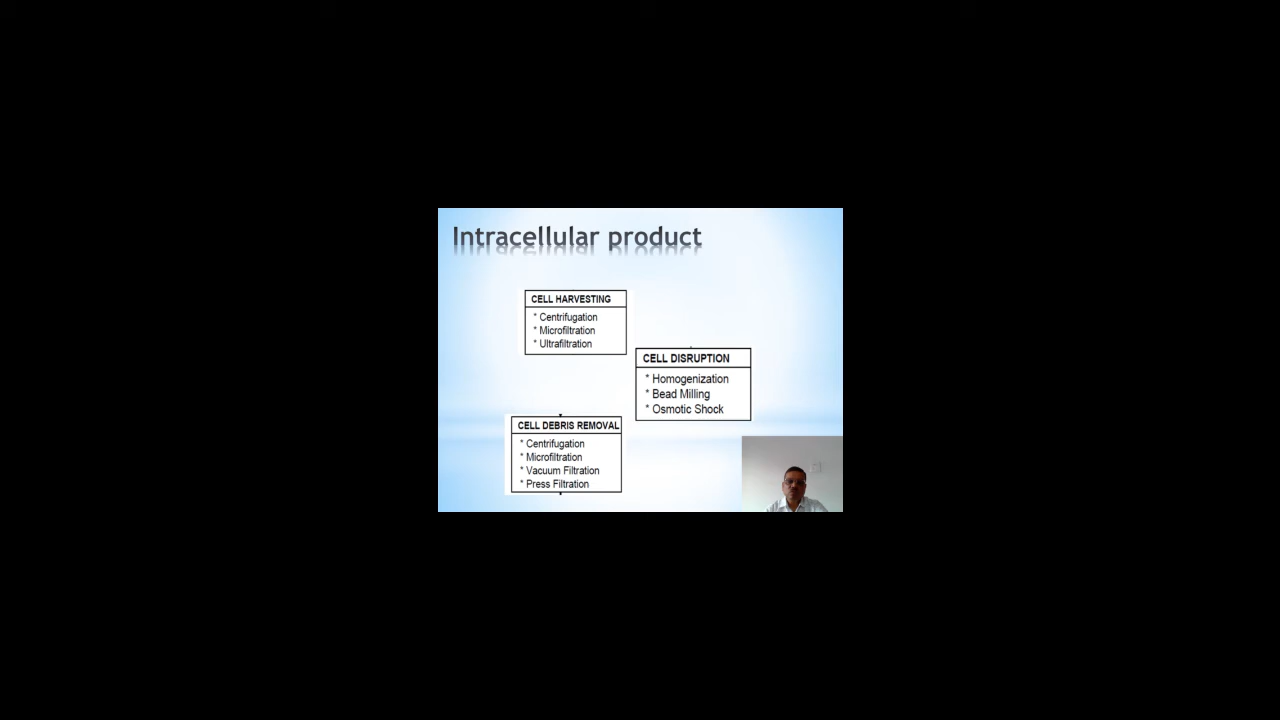 Intracellular product
CELL HARVESTING
* Centrifugation
* Microfiltration
* Ultrafiltration
CELL DISRUPTION
* Homogenization
* Bead Milling
* Osmotic Shock
CELL DEBRIS REMOVAL
* Centrifugation
* Microfiltration
* Vacuum Filtration
* Press Filtration